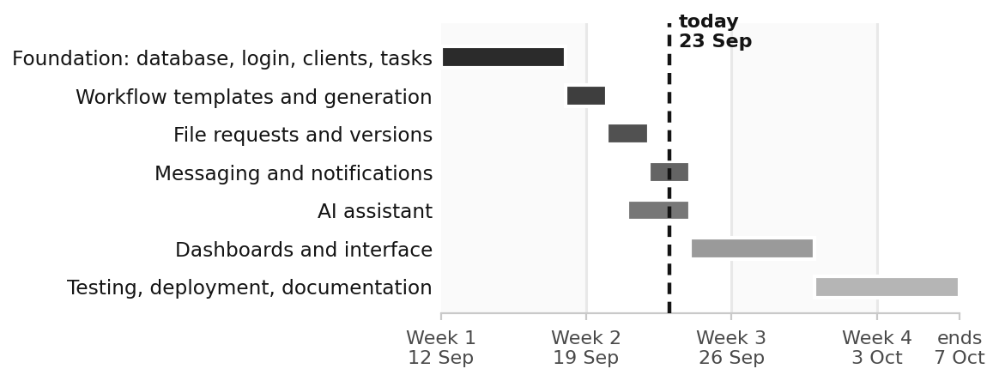 today
23 Sep
Foundation: database, login, clients, tasks
Workflow templates and generation
File requests and versions
Messaging and notifications
AI assistant
Dashboards and interface
Testing, deployment, documentation
Week 1 Week 2 Week 3 Week 4 ends
12 Sep 19 Sep 26 Sep 3 Oct 7 Oct